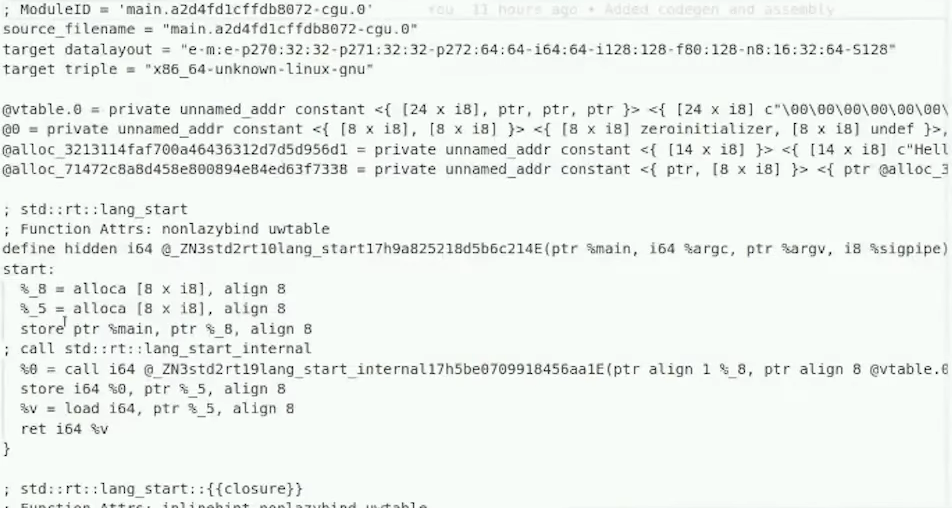 ; ModuleID = 'main.a2d4fd1cffdb8072-cgu.0' You 11 hours ago • Added codegen and assembly
source_filename = "main.a2d4fd1cffdb8072-cgu.0"
target datalayout = "e-m:e-p270:32:32-p271:32:32-p272:64:64-i64:64-i128:128-f80:128-n8:16:32:64-S128"
target triple = "x86_64-unknown-linux-gnu"
@vtable.0 = private unnamed_addr constant <{ [24 x i8], ptr, ptr, ptr }> <{ [24 x i8] c"\00\00\00\00\00\00\
@0 = private unnamed_addr constant <{ [8 x i8], [8 x i8] }> <{ [8 x i8] zeroinitializer, [8 x i8] undef }>,
@alloc_3213114faf700a46436312d7d5d956d1 = private unnamed_addr constant <{ [14 x i8] }> <{ [14 x i8] c"Hell
@alloc_71472c8a8d458e800894e84ed63f7338 = private unnamed_addr constant <{ ptr, [8 x i8] }> <{ ptr @alloc_3
; std::rt::lang_start
; Function Attrs: nonlazybind uwtable
define hidden i64 @_ZN3std2rt10lang_start17h9a825218d5b6c214E(ptr %main, i64 %argc, ptr %argv, i8 %sigpipe)
start:
%_8 = alloca [8 x i8], align 8
%_5 = alloca [8 x i8], align 8
store ptr %main, ptr %_8, align 8
; call std::rt::lang_start_internal
%0 = call i64 @_ZN3std2rt19lang_start_internal17h5be0709918456aa1E(ptr align 1 %_8, ptr align 8 @vtable.0
store i64 %0, ptr %_5, align 8
%v = load i64, ptr %_5, align 8
ret i64 %v
}
; std::rt::lang_start::{{closure}}
; Function Attrs: inlinehint nonlazybind uwtable